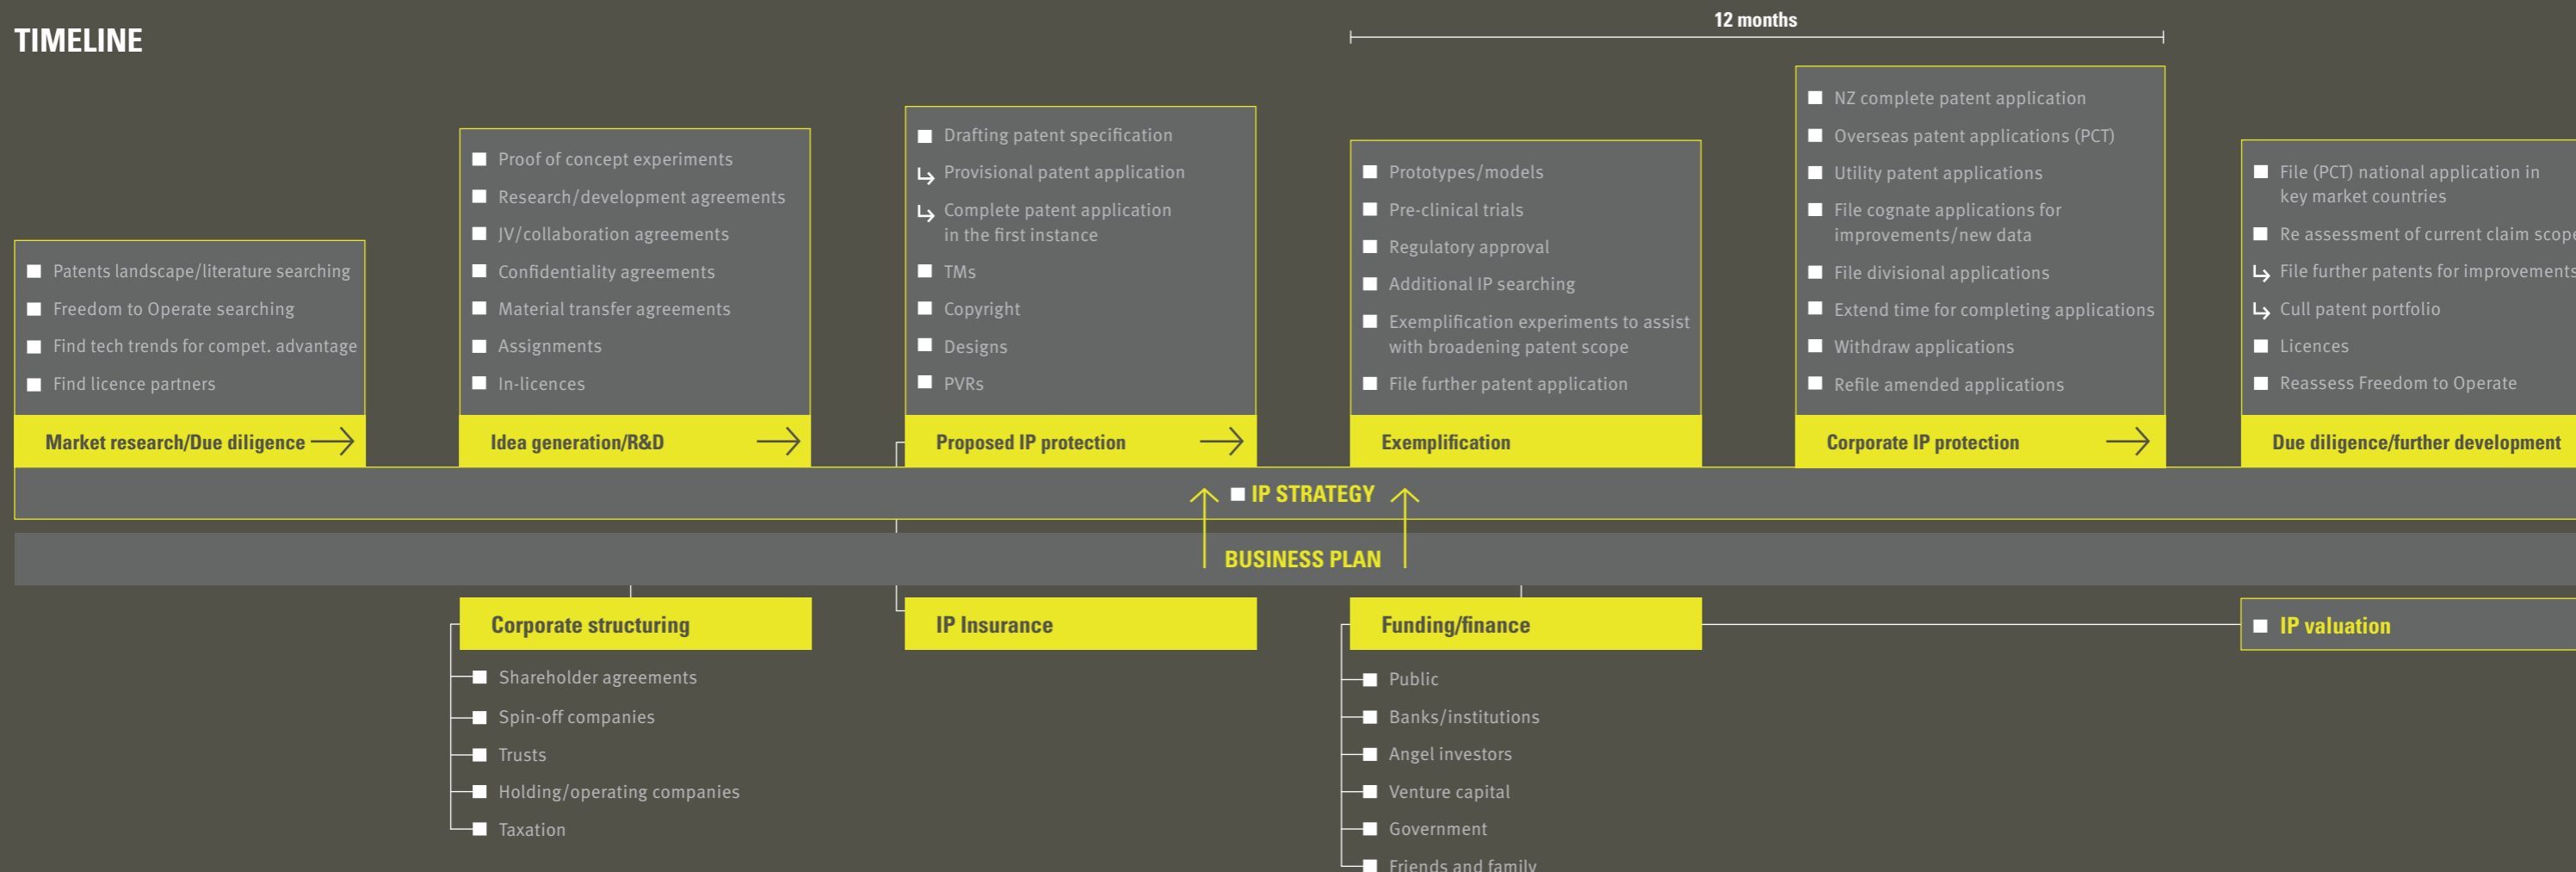 TIMELINE
12 months
Patents landscape/literature searching
Freedom to Operate searching
Find tech trends for compet. advantage
Find licence partners
Market research/Due diligence
Proof of concept experiments
Research/development agreements
JV/collaboration agreements
Confidentiality agreements
Material transfer agreements
Assignments
In-licences
Idea generation/R&D
Drafting patent specification
Provisional patent application
Complete patent application
in the first instance
TMs
Copyright
Designs
PVRs
Proposed IP protection
Prototypes/models
Pre-clinical trials
Regulatory approval
Additional IP searching
Exemplification experiments to assist
with broadening patent scope
File further patent application
Exemplification
NZ complete patent application
Overseas patent applications (PCT)
Utility patent applications
File cognate applications for
improvements/new data
File divisional applications
Extend time for completing applications
Withdraw applications
Refile amended applications
Corporate IP protection
File (PCT) national application in
key market countries
Re assessment of current claim scope
File further patents for improvements
Cull patent portfolio
Licences
Reassess Freedom to Operate
Due diligence/further development
IP STRATEGY
BUSINESS PLAN
Corporate structuring
Shareholder agreements
Spin-off companies
Trusts
Holding/operating companies
Taxation
IP Insurance
Funding/finance
Public
Banks/institutions
Angel investors
Venture capital
Government
Friends and family
IP valuation